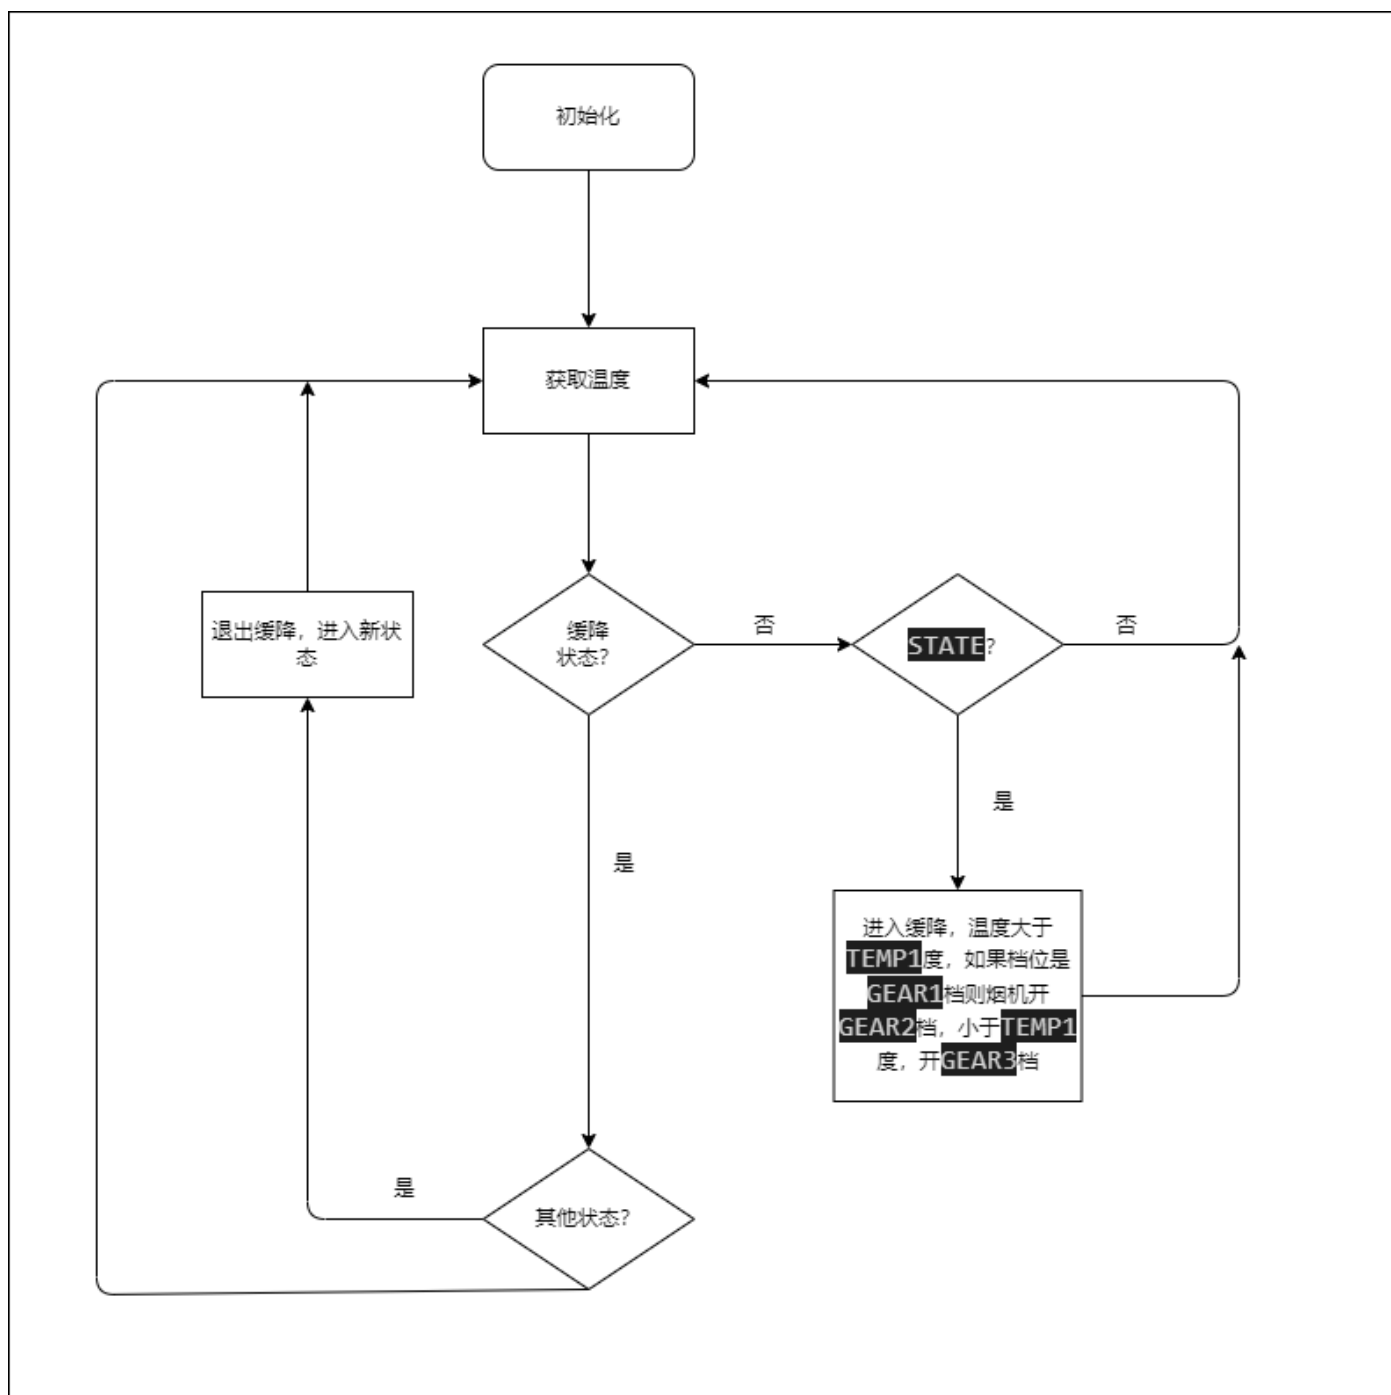 初始化
获取温度
退出缓降，进入新状
态
缓降
状态？
否
STATE?
否
是
是
进入缓降，温度大于
TEMP1度，如果档位是
GEAR1档则烟机开
GEAR2档，小于TEMP1
度，开GEAR3档
是
其他状态？